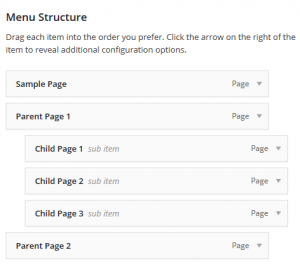 Menu Structure
Drag each item into the order you prefer. Click the arrow on the right of the
item to reveal additional configuration options.
Sample Page Page
Parent Page 1 Page
Child Page 1 sub item Page
Child Page 2 sub item Page
Child Page 3 sub item Page
Parent Page 2 Page